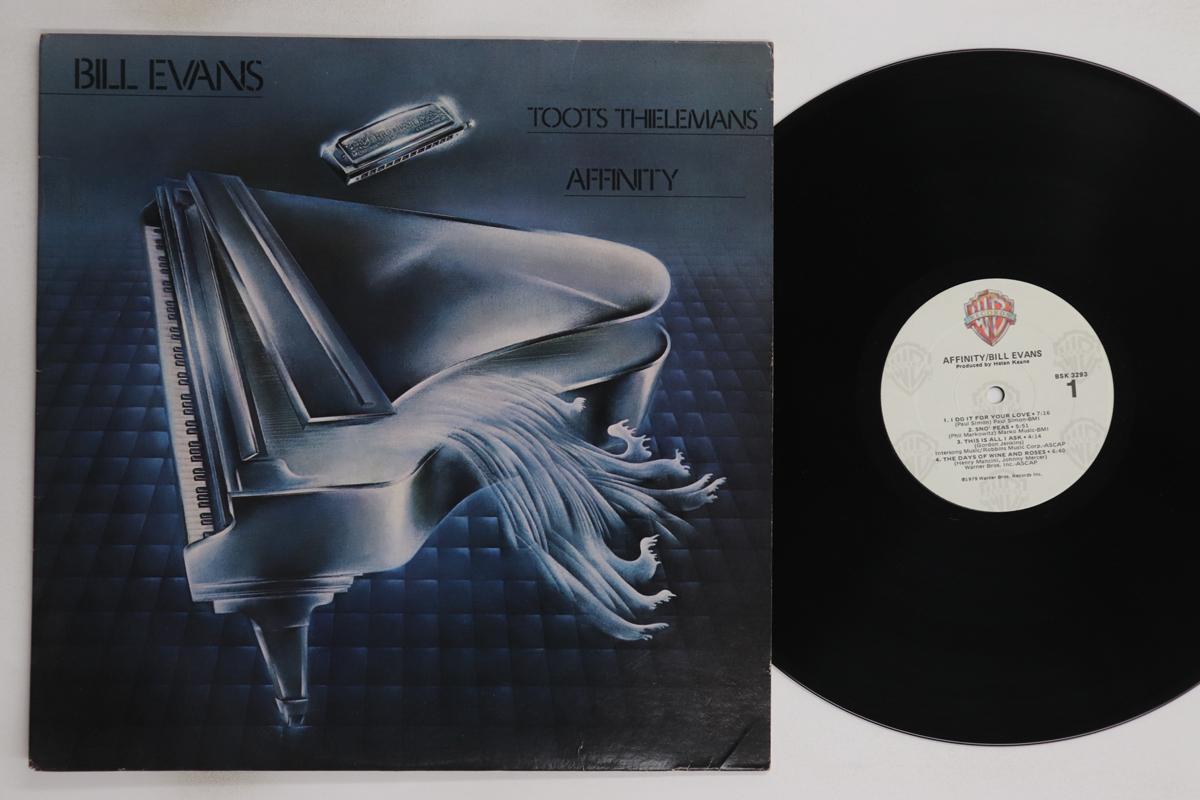 BILL EVANS
TOOTS THIELEMANS
AFFINITY
WB
RECORDS
AFFINITY/BILL EVANS
Produced by Helen Keane
BSK 3293
1
1. I DO IT FOR YOUR LOVE • 7:16
(Paul Simon) Paul Simon-BMI
2. SNO' PEAS • 5:51
(Phil Markowitz) Marko Music-BMI
3. THIS IS ALL I ASK • 4:14
(Gordon Jenkins)
Intersong Music/Robbins Music Corp.-ASCAP
4. THE DAYS OF WINE AND ROSES • 6:40
(Henry Mancini, Johnny Mercer)
Warner Bros. Inc.-ASCAP
©1979 Warner Bros. Records Inc.